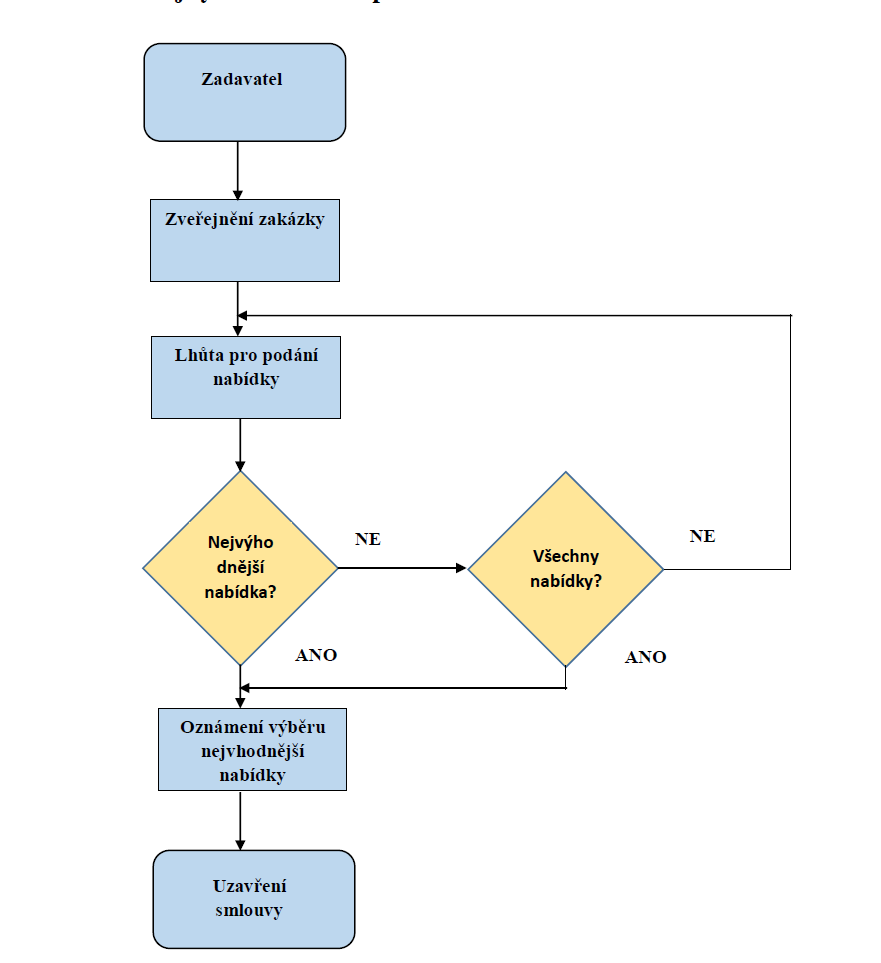 Zadavatel
Zveřejnění zakázky
Lhůta pro podání
nabídky
Nejvýho
dnější
nabídka?
NE
Všechny
nabídky?
NE
ANO
ANO
Oznámení výběru
nejvhodnější
nabídky
Uzavření
smlouvy